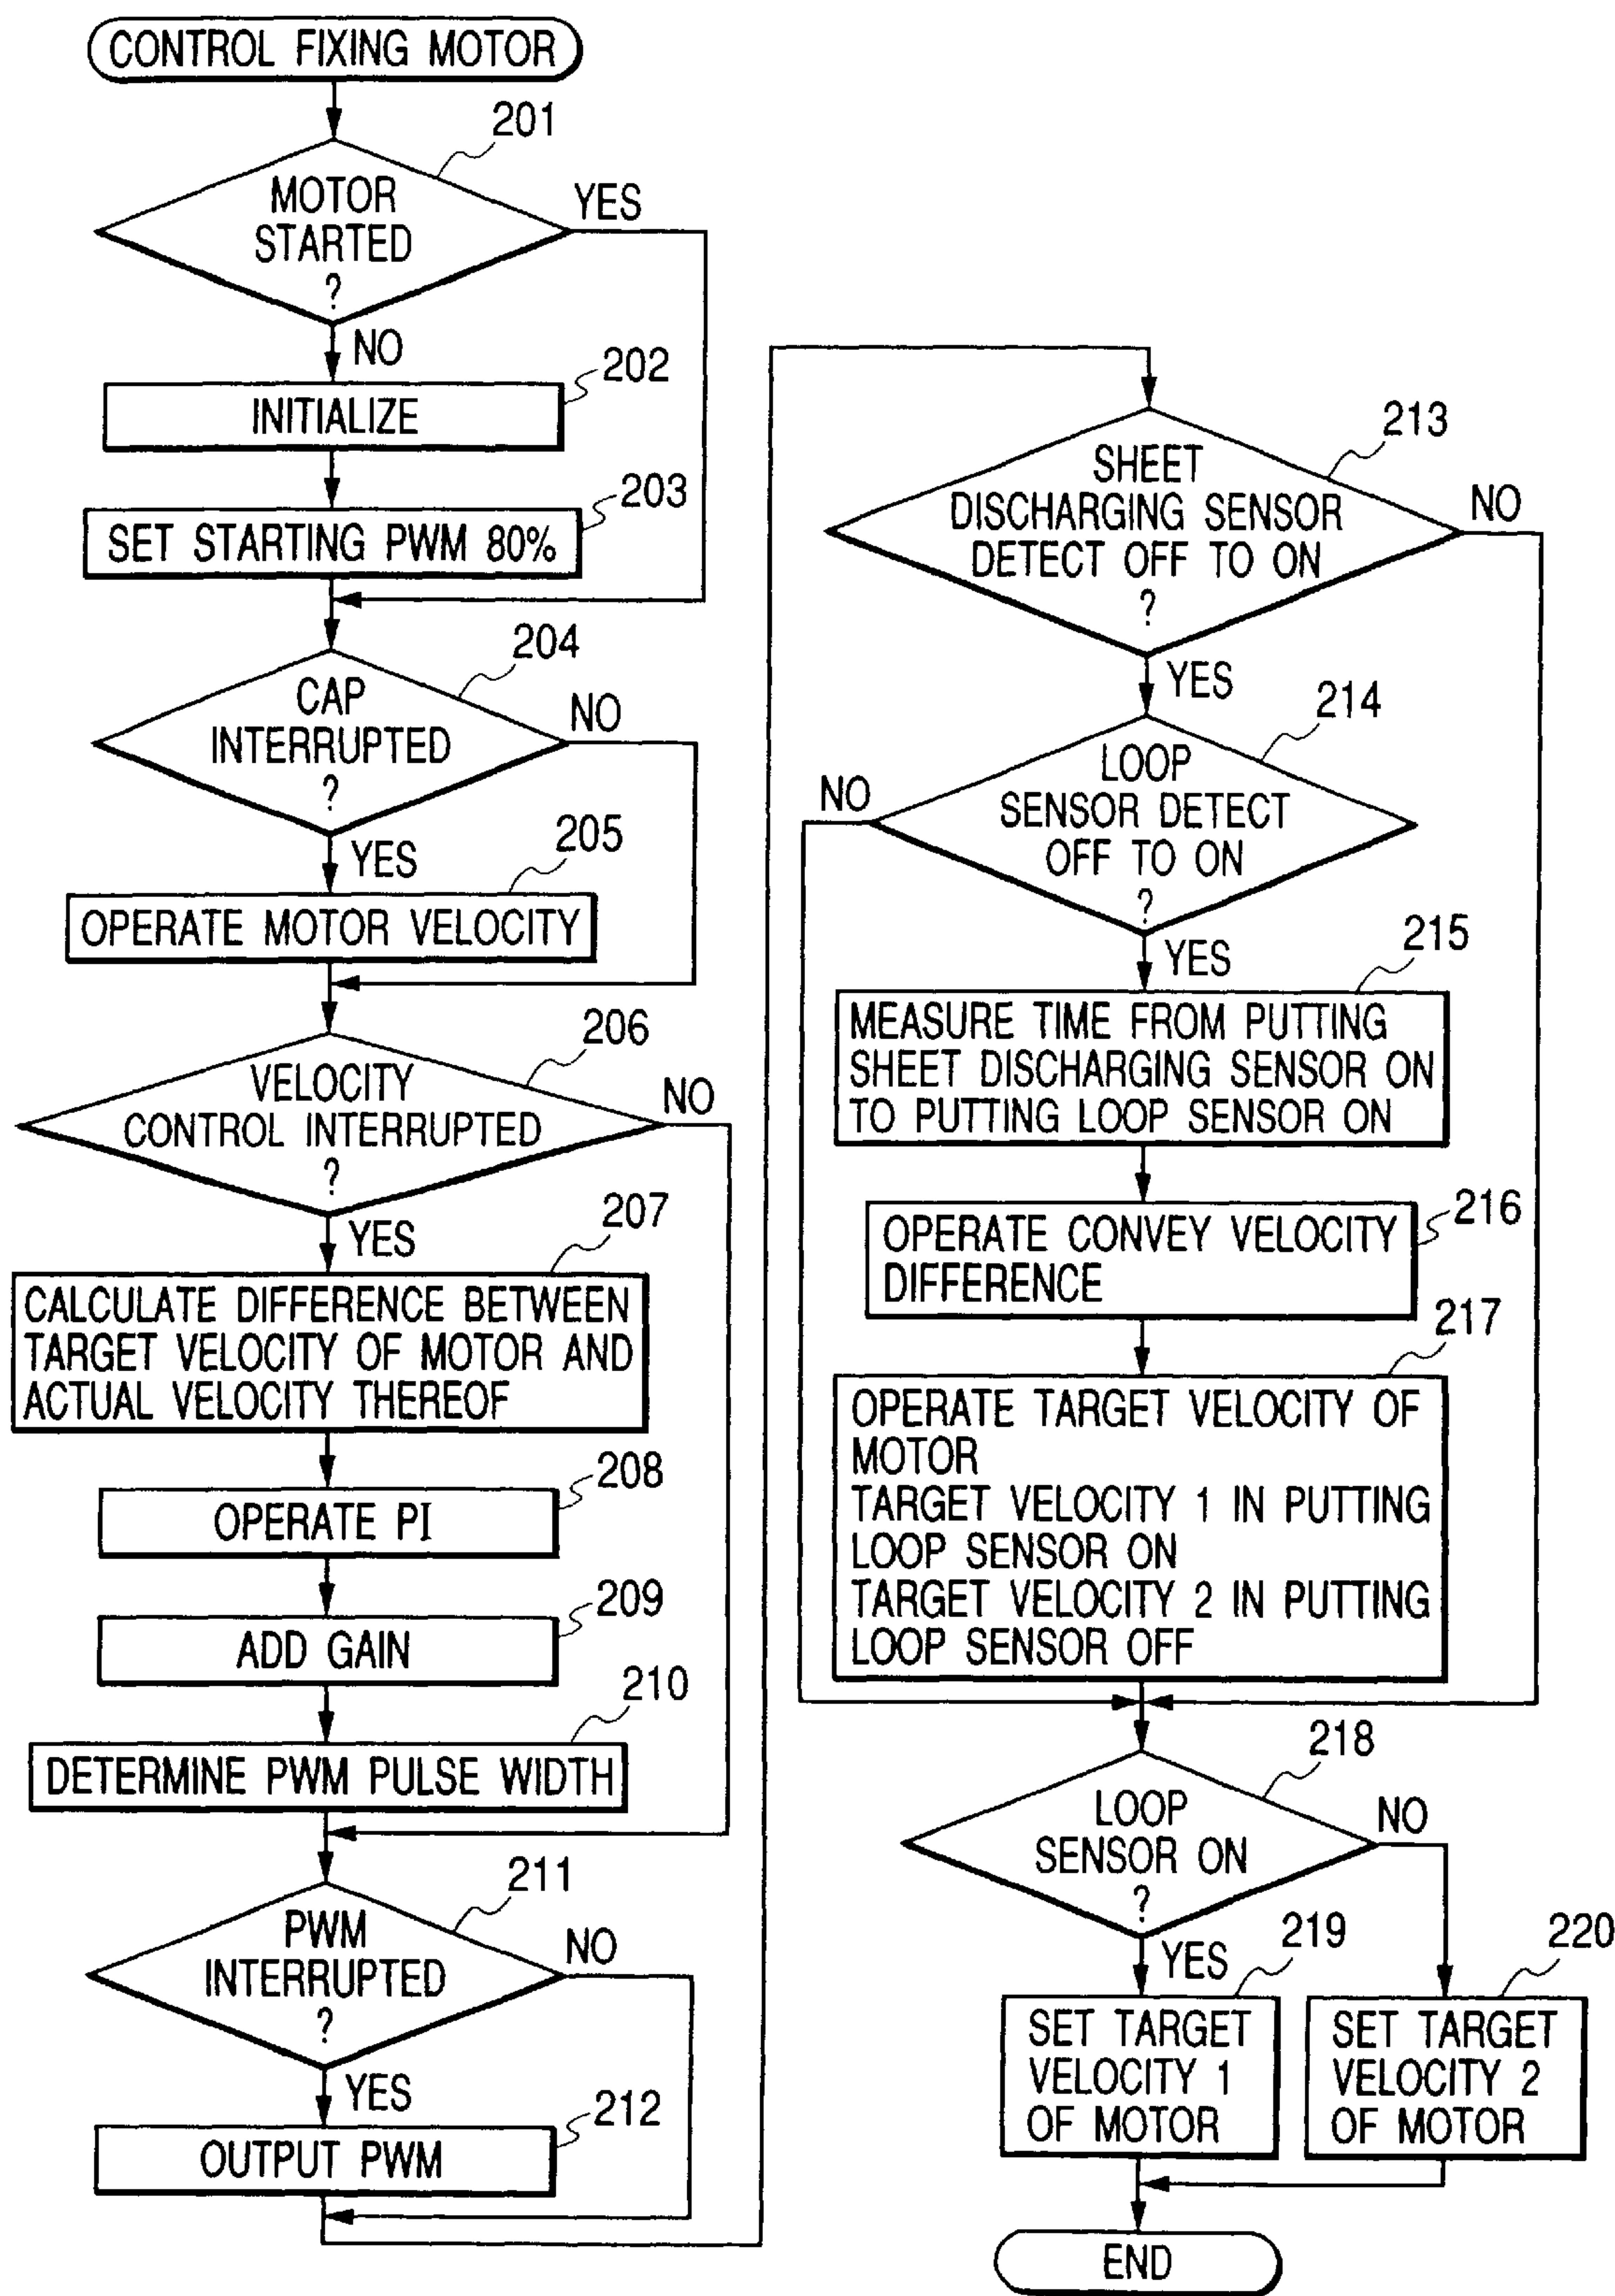 CONTROL FIXING MOTOR
201
MOTOR
STARTED
?
YES
NO
202
INITIALIZE
203
SET STARTING PWM 80%
204
CAP
INTERRUPTED
?
NO
YES
205
OPERATE MOTOR VELOCITY
206
VELOCITY
CONTROL INTERRUPTED
?
NO
YES
207
CALCULATE DIFFERENCE BETWEEN
TARGET VELOCITY OF MOTOR AND
ACTUAL VELOCITY THEREOF
208
OPERATE PI
209
ADD GAIN
210
DETERMINE PWM PULSE WIDTH
211
PWM
INTERRUPTED
?
NO
YES
212
OUTPUT PWM
213
SHEET
DISCHARGING SENSOR
DETECT OFF TO ON
?
NO
YES
214
LOOP
SENSOR DETECT
OFF TO ON
?
NO
YES
215
MEASURE TIME FROM PUTTING
SHEET DISCHARGING SENSOR ON
TO PUTTING LOOP SENSOR ON
216
OPERATE CONVEY VELOCITY
DIFFERENCE
217
OPERATE TARGET VELOCITY OF
MOTOR
TARGET VELOCITY 1 IN PUTTING
LOOP SENSOR ON
TARGET VELOCITY 2 IN PUTTING
LOOP SENSOR OFF
218
LOOP
SENSOR ON
?
NO
YES
219
SET TARGET
VELOCITY 1
OF MOTOR
220
SET TARGET
VELOCITY 2
OF MOTOR
END